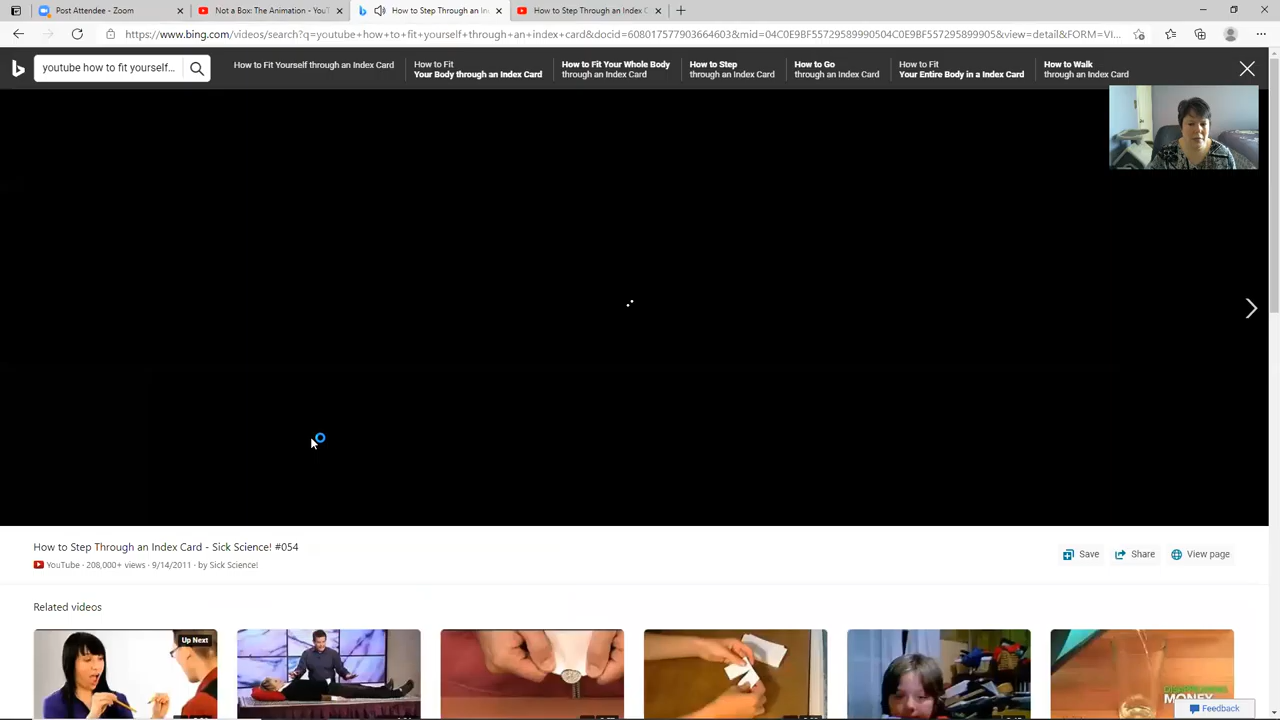 Post Attendee - Zoom
Not a Box: The Animation - YouT
How to Step Through an In
How to Step Through an Index C
https://www.bing.com/videos/search?q=youtube+how+to+fit+yourself+through+an+index+card&docid=608017577903664603&mid=04C0E9BF55729589990504C0E9BF557295899905&view=detail&FORM=VI...
youtube how to fit yourself...
How to Fit Yourself through an Index Card
How to Fit
Your Body through an Index Card
How to Fit Your Whole Body
through an Index Card
How to Step
through an Index Card
How to Go
through an Index Card
How to Fit
Your Entire Body in a Index Card
How to Walk
through an Index Card
How to Step Through an Index Card - Sick Science! #054
YouTube · 208,000+ views · 9/14/2011 · by Sick Science!
Save
Share
View page
Related videos
Up Next
MONEY
Feedback